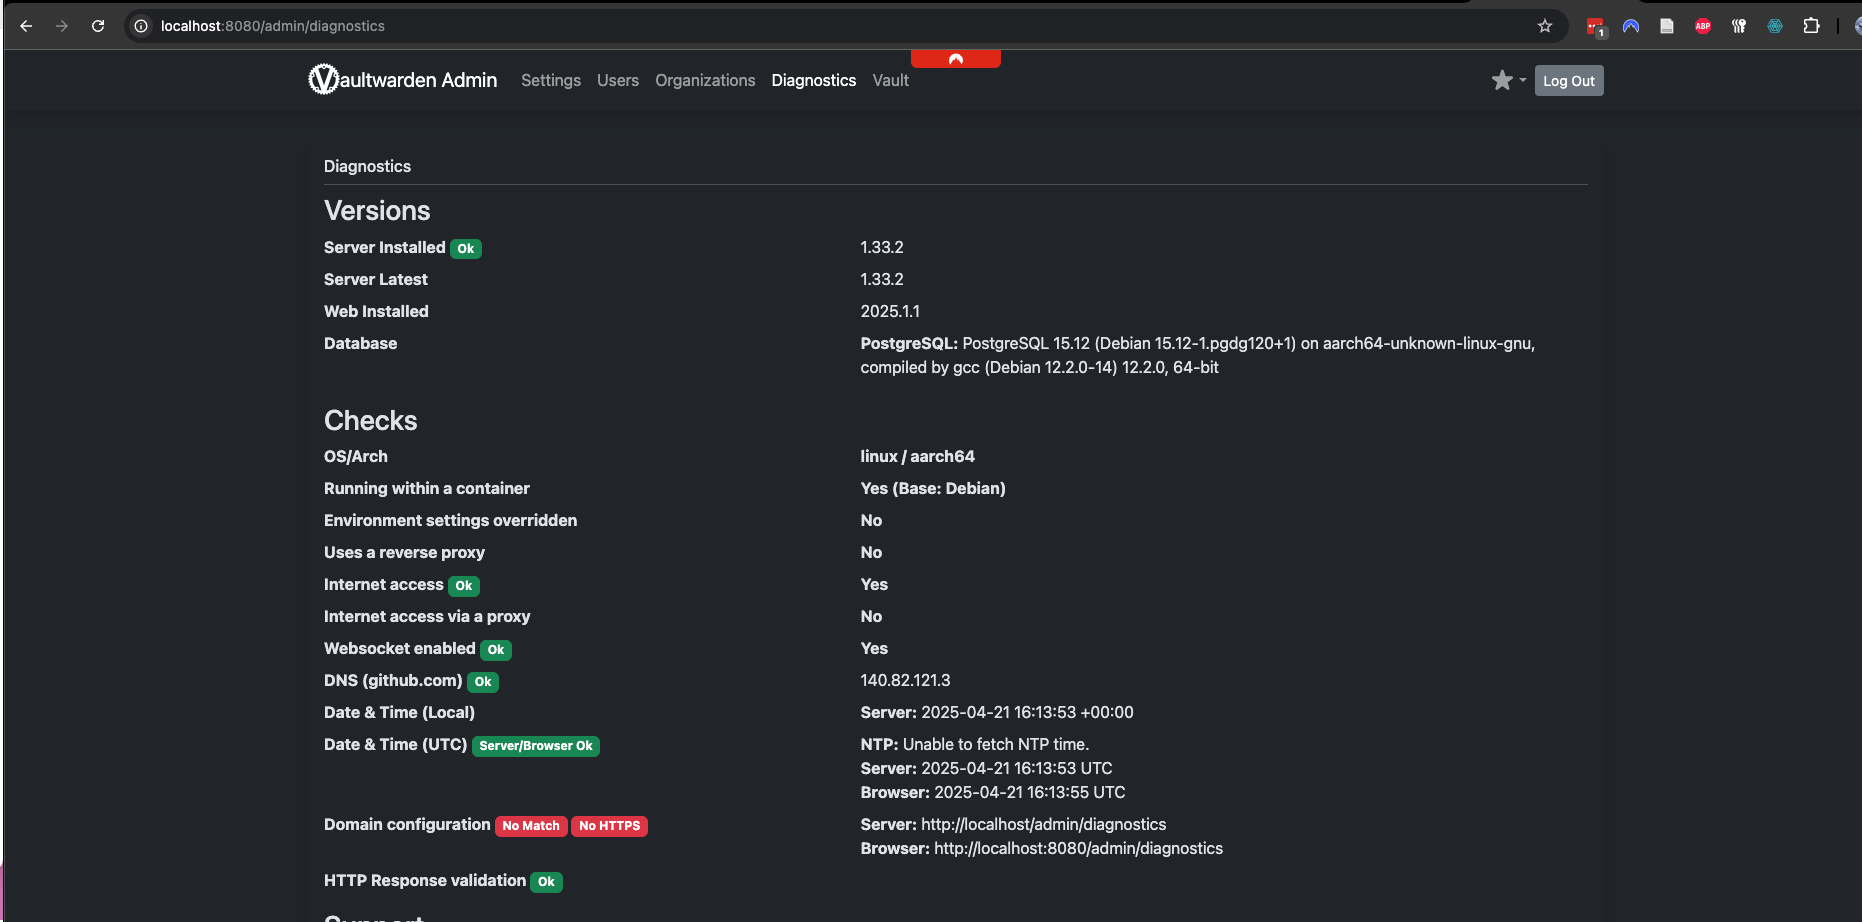 localhost:8080/admin/diagnostics
1
ABP
Vaultwarden Admin Settings Users Organizations Diagnostics Vault Log Out
Diagnostics
Versions
Server Installed Ok 1.33.2
Server Latest 1.33.2
Web Installed 2025.1.1
Database PostgreSQL: PostgreSQL 15.12 (Debian 15.12-1.pgdg120+1) on aarch64-unknown-linux-gnu,
compiled by gcc (Debian 12.2.0-14) 12.2.0, 64-bit
Checks
OS/Arch linux / aarch64
Running within a container Yes (Base: Debian)
Environment settings overridden No
Uses a reverse proxy No
Internet access Ok Yes
Internet access via a proxy No
Websocket enabled Ok Yes
DNS (github.com) Ok 140.82.121.3
Date & Time (Local) Server: 2025-04-21 16:13:53 +00:00
Date & Time (UTC) Server/Browser Ok NTP: Unable to fetch NTP time.
Server: 2025-04-21 16:13:53 UTC
Browser: 2025-04-21 16:13:55 UTC
Domain configuration No Match No HTTPS Server: http://localhost/admin/diagnostics
Browser: http://localhost:8080/admin/diagnostics
HTTP Response validation Ok
Support